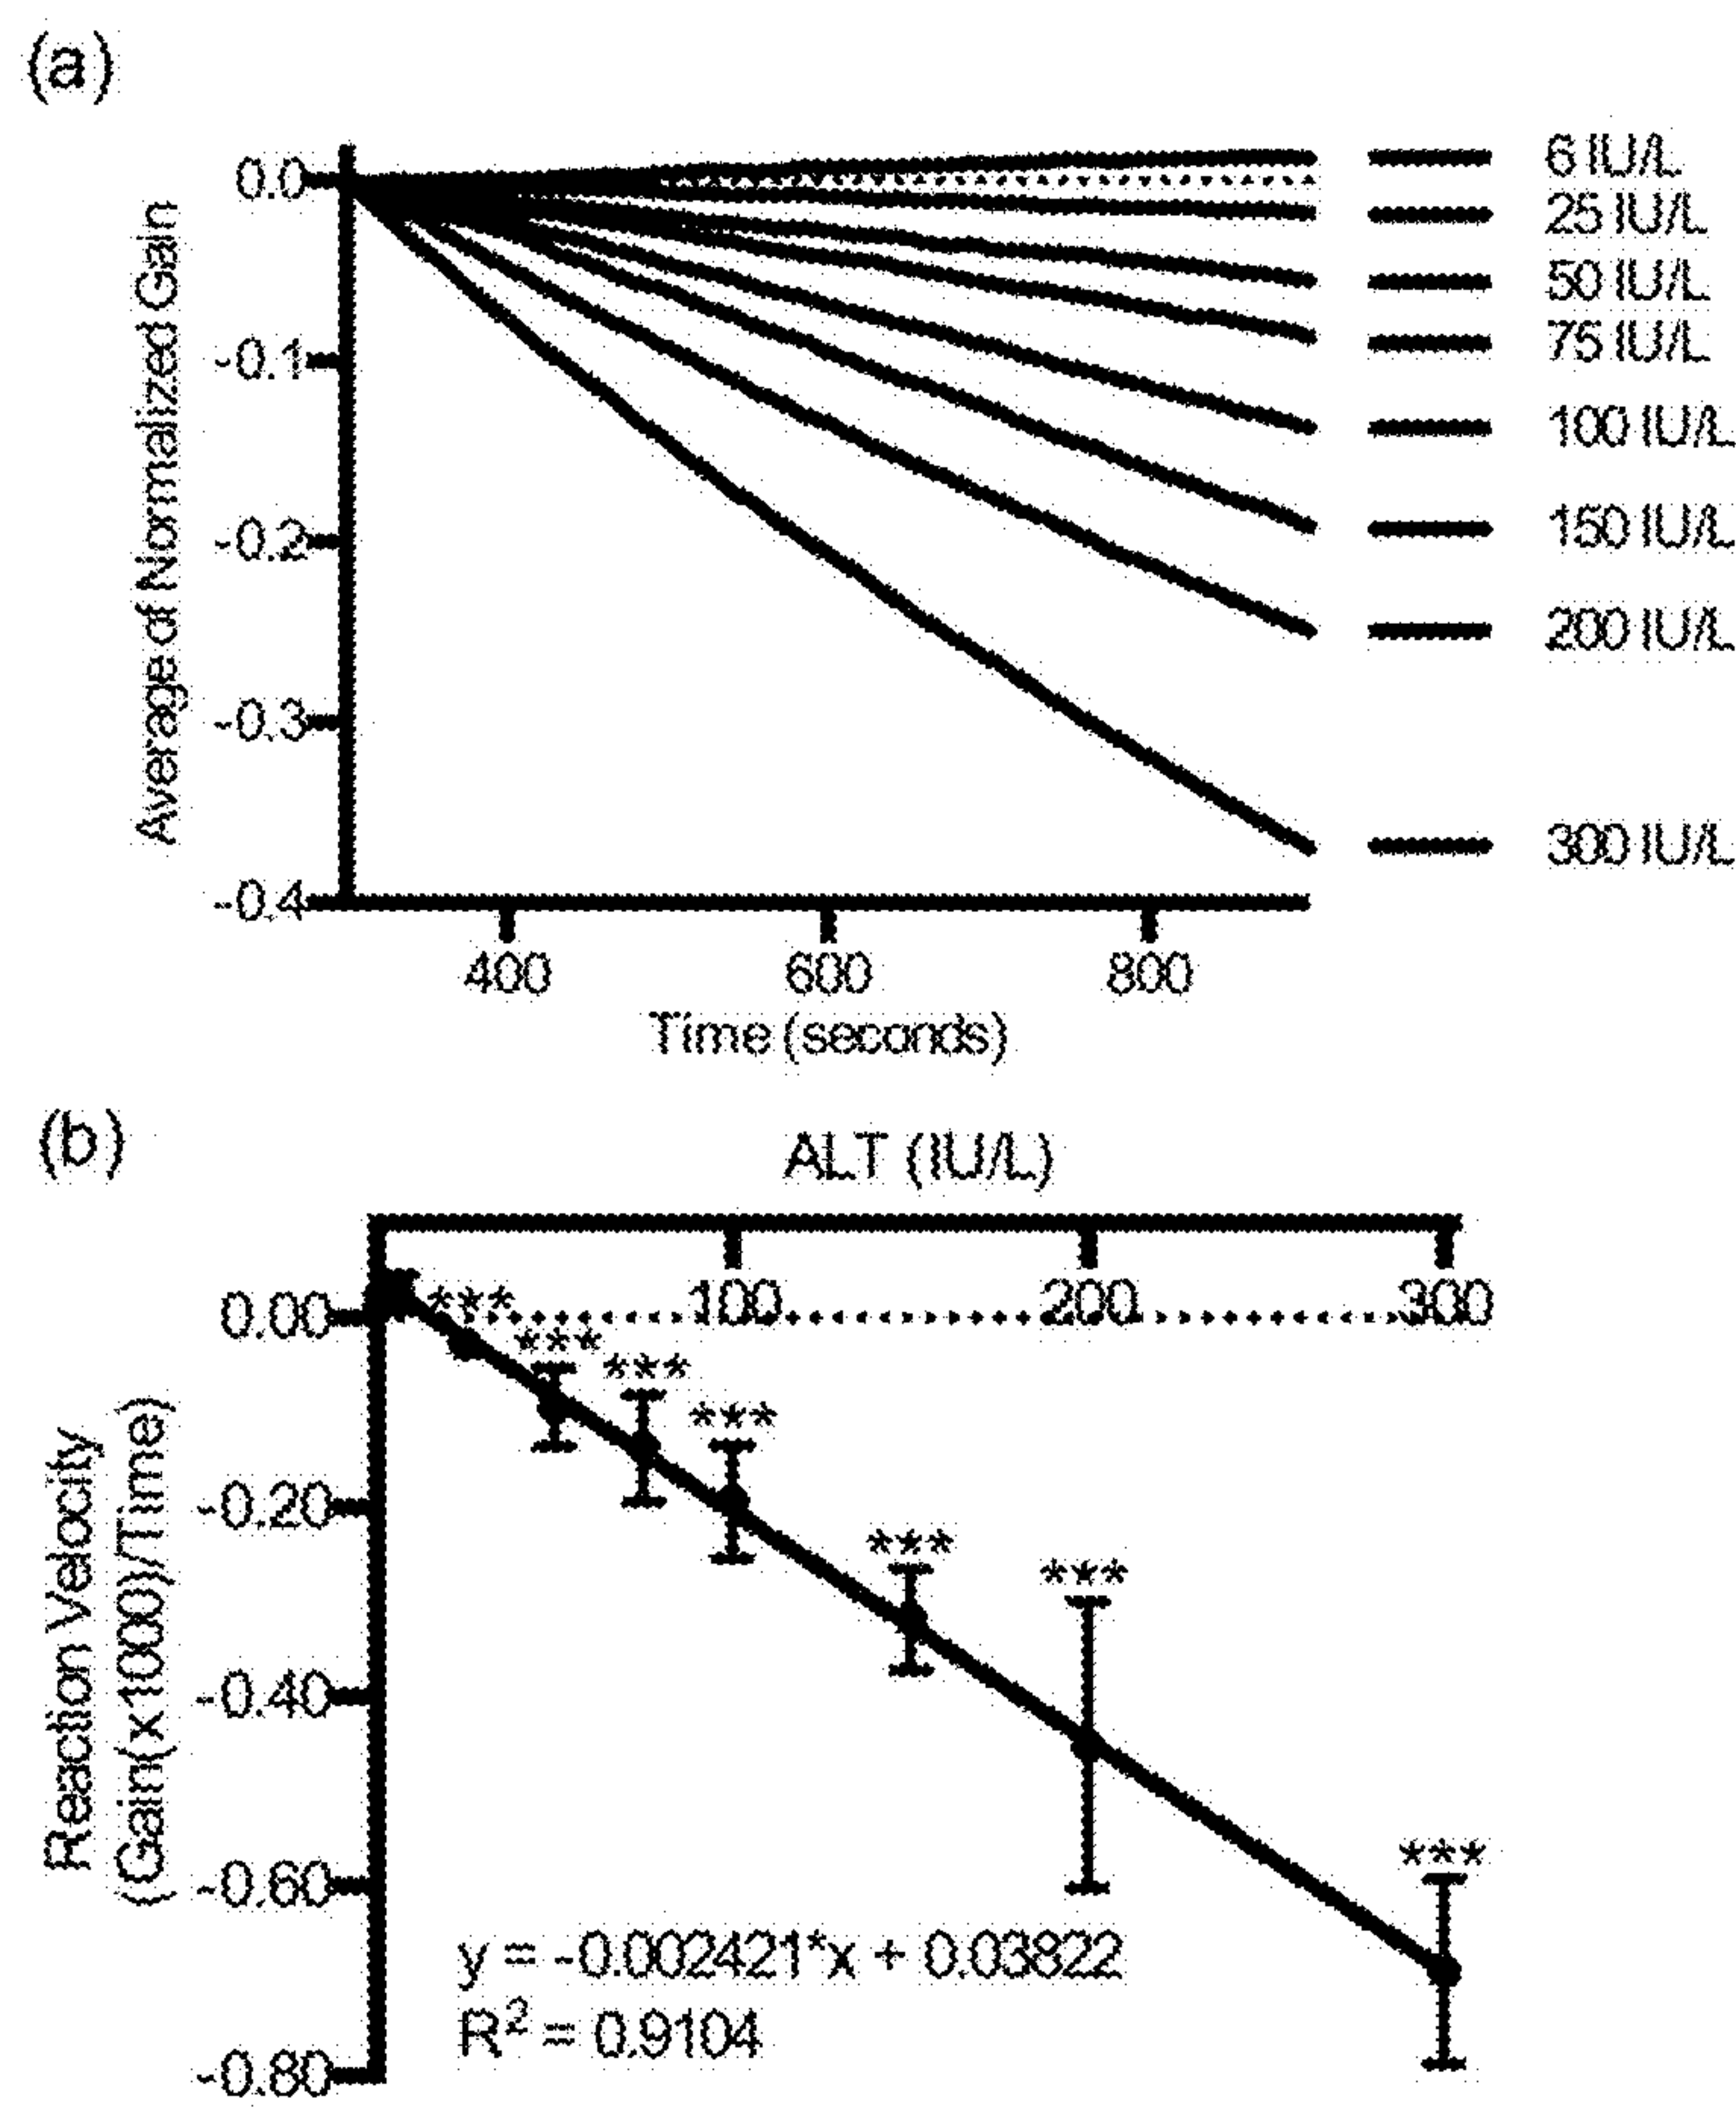 (a)
0.0
-0.1
-0.2
-0.3
-0.4
Average of Normalized Gain
400 600 800
Time (seconds)
6 IU/L
25 IU/L
50 IU/L
75 IU/L
100 IU/L
150 IU/L
200 IU/L
300 IU/L
(b)
ALT (IU/L)
100 200 300
0.00
-0.20
-0.40
-0.60
-0.80
Reaction Velocity
(Gain(x1000)/Time)
***
***
***
***
***
***
***
y = -0.002421*x + 0.03822
R² = 0.9104